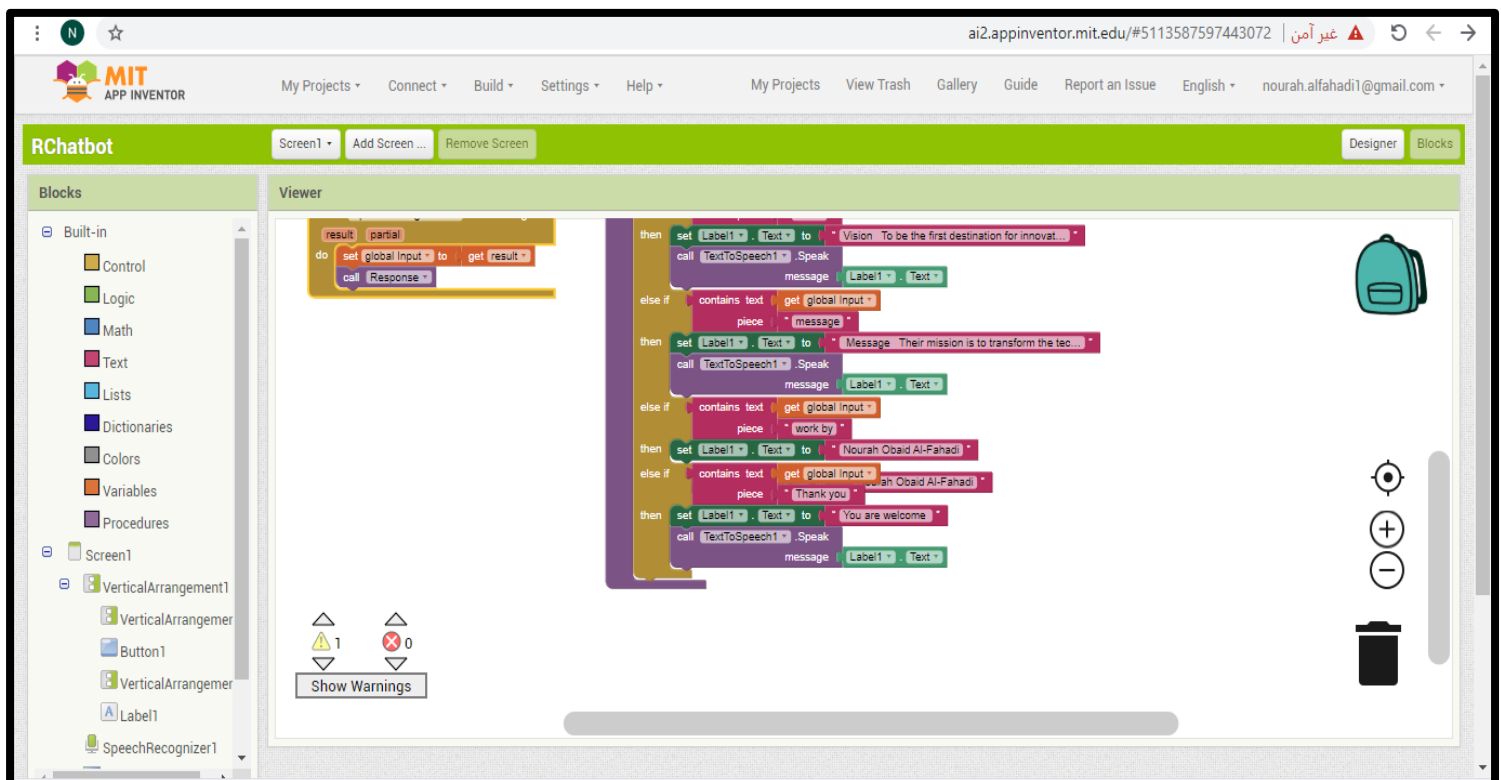 N
ai2.appinventor.mit.edu/#5113587597443072 | غير آمن
MIT
APP INVENTOR
My Projects
Connect
Build
Settings
Help
My Projects
View Trash
Gallery
Guide
Report an Issue
English
nourah.alfahadi1@gmail.com
RChatbot
Screen1
Add Screen ...
Remove Screen
Designer
Blocks
Blocks
Viewer
Built-in
Control
Logic
Math
Text
Lists
Dictionaries
Colors
Variables
Procedures
Screen1
VerticalArrangement1
VerticalArrangemer
Button1
VerticalArrangemer
A Label1
SpeechRecognizer1
result partial
do set global Input to get result
call Response
then set Label1 . Text to " Vision To be the first destination for innovat... "
call TextToSpeech1 .Speak
message Label1 . Text
else if contains text get global Input
piece " message "
then set Label1 . Text to " Message Their mission is to transform the teo... "
call TextToSpeech1 .Speak
message Label1 . Text
else if contains text get global Input
piece " work by "
then set Label1 . Text to " Nourah Obaid Al-Fahadi "
else if contains text get global Input
urah Obaid Al-Fahadi "
piece " Thank you "
then set Label1 . Text to " You are welcome "
call TextToSpeech1 .Speak
message Label1 . Text
1
0
Show Warnings